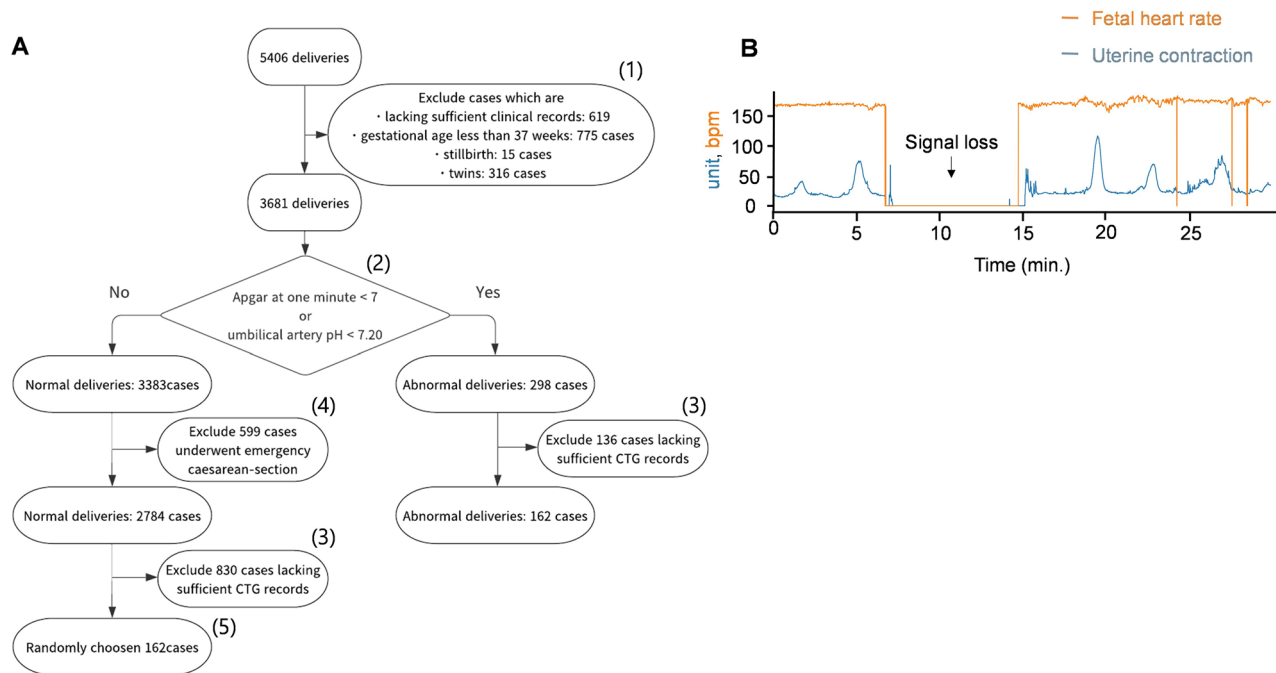 A
5406 deliveries
(1)
Exclude cases which are
· lacking sufficient clinical records: 619
· gestational age less than 37 weeks: 775 cases
· stillbirth: 15 cases
· twins: 316 cases
3681 deliveries
(2)
No
Yes
Apgar at one minute < 7
or
umbilical artery pH < 7.20
Normal deliveries: 3383cases
Abnormal deliveries: 298 cases
(4)
Exclude 599 cases
underwent emergency
caesarean-section
(3)
Exclude 136 cases lacking
sufficient CTG records
Normal deliveries: 2784 cases
Abnormal deliveries: 162 cases
(3)
Exclude 830 cases lacking
sufficient CTG records
(5)
Randomly choosen 162cases
B
Fetal heart rate
Uterine contraction
unit, bpm
150
100
50
0
Signal loss
0 5 10 15 20 25
Time (min.)